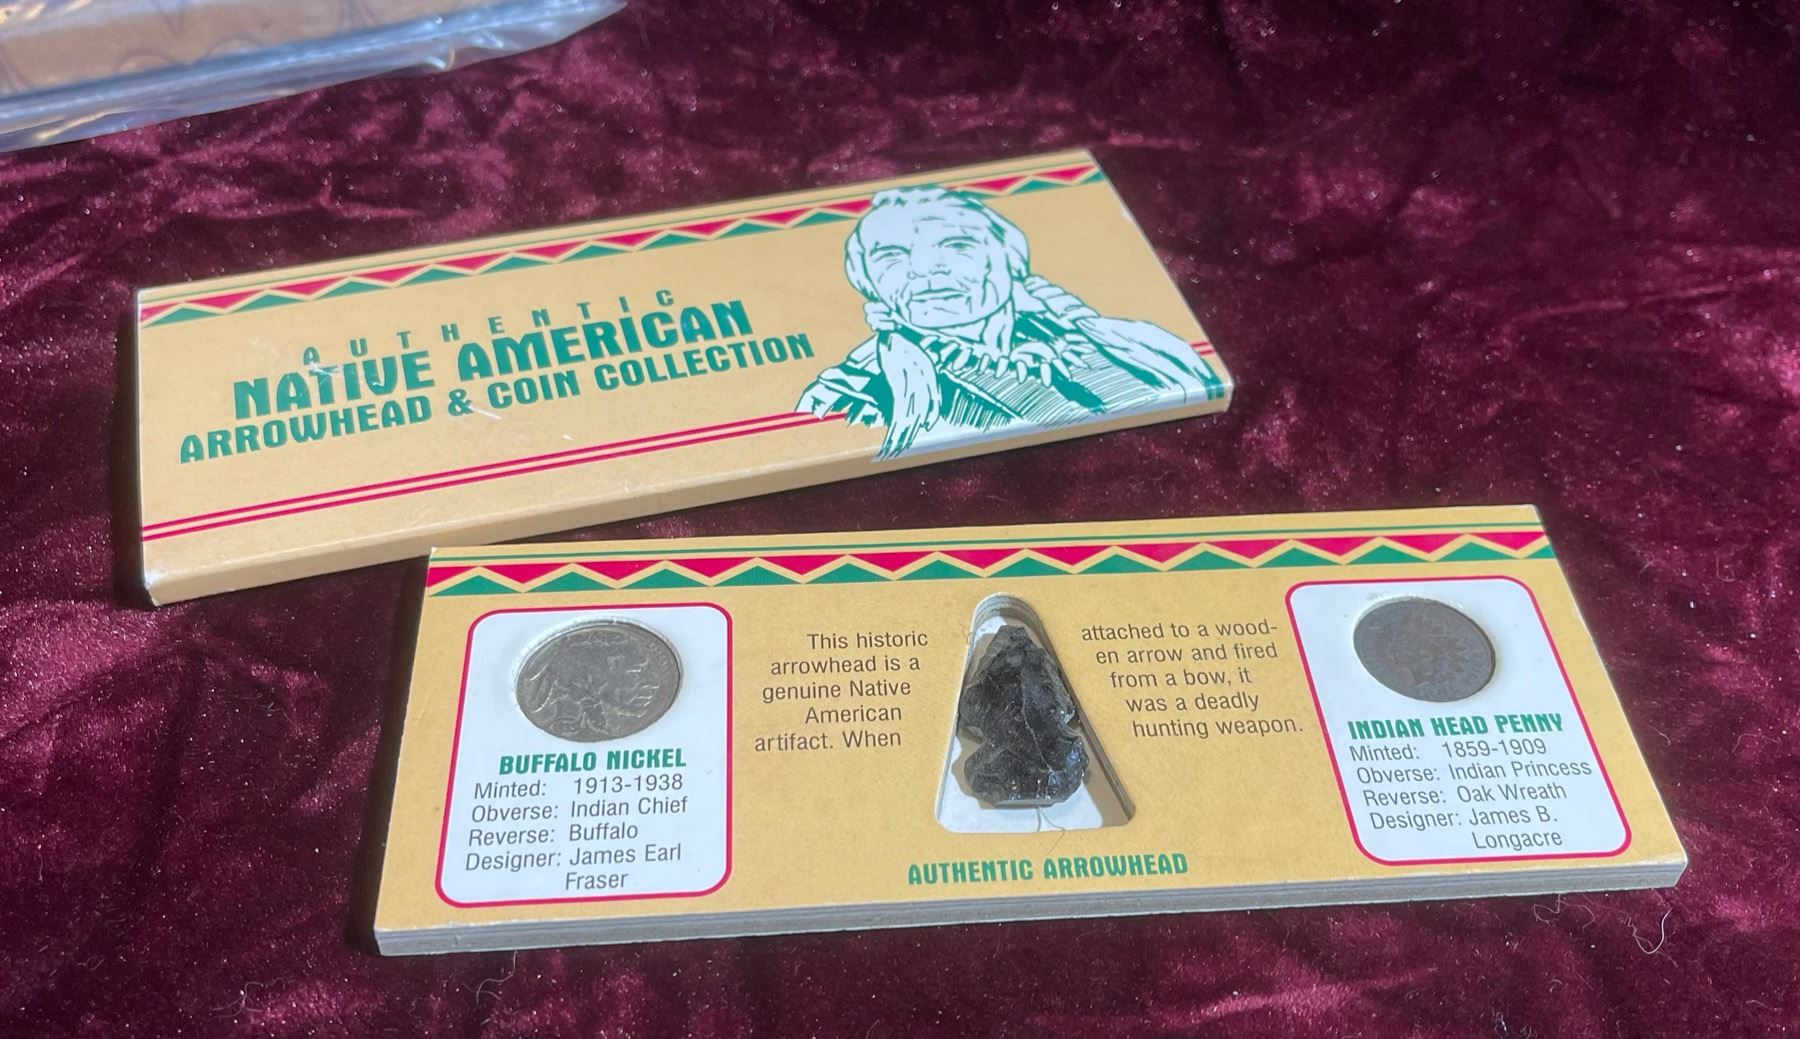 AUTHENTIC
NATIVE AMERICAN
ARROWHEAD & COIN COLLECTION
BUFFALO NICKEL
Minted: 1913-1938
Obverse: Indian Chief
Reverse: Buffalo
Designer: James Earl
Fraser
This historic
arrowhead is a
genuine Native
American
artifact. When
attached to a wood-
en arrow and fired
from a bow, it
was a deadly
hunting weapon.
AUTHENTIC ARROWHEAD
INDIAN HEAD PENNY
Minted: 1859-1909
Obverse: Indian Princess
Reverse: Oak Wreath
Designer: James B.
Longacre